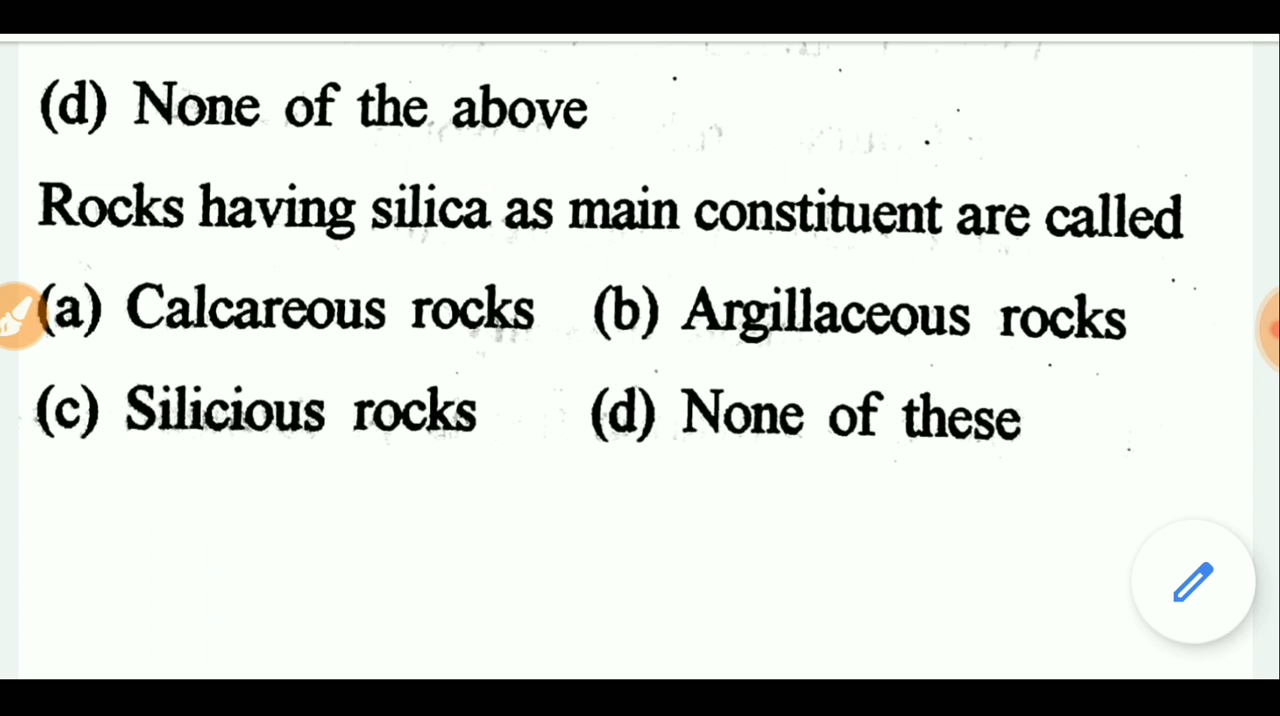 (d) None of the above
Rocks having silica as main constituent are called
(a) Calcareous rocks (b) Argillaceous rocks
(c) Silicious rocks (d) None of these